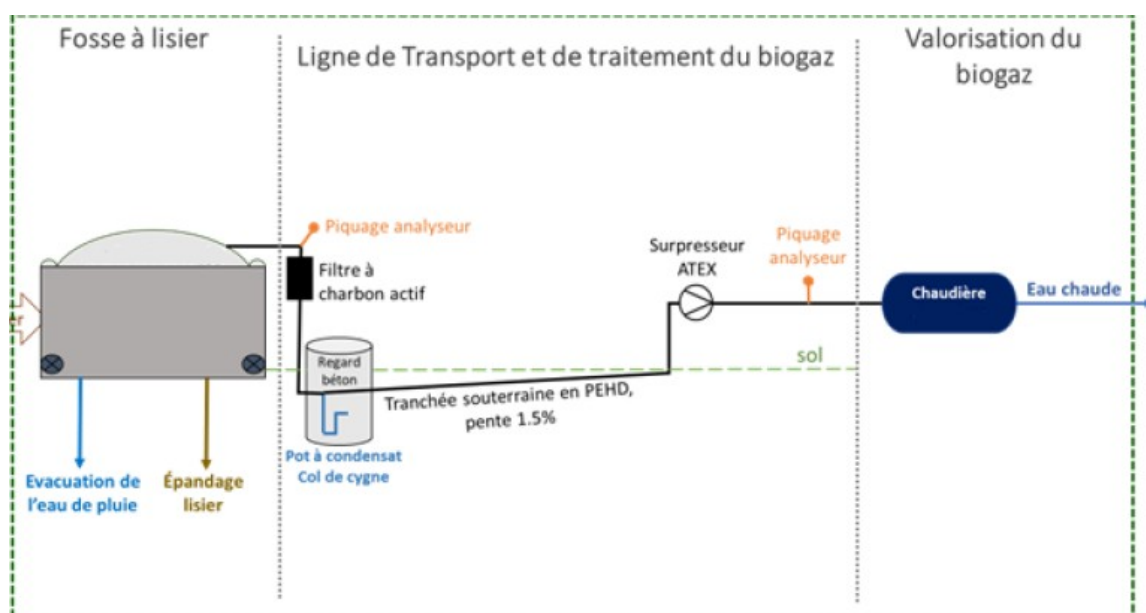 Fosse à lisier
Ligne de Transport et de traitement du biogaz
Valorisation du
biogaz
Piquage analyseur
Filtre à
charbon actif
Surpresseur
ATEX
Piquage
analyseur
Chaudière
Eau chaude
sol
Regard
béton
Tranchée souterraine en PEHD,
pente 1.5%
Pot à condensat
Col de cygne
Evacuation de
l'eau de pluie
Épandage
lisier